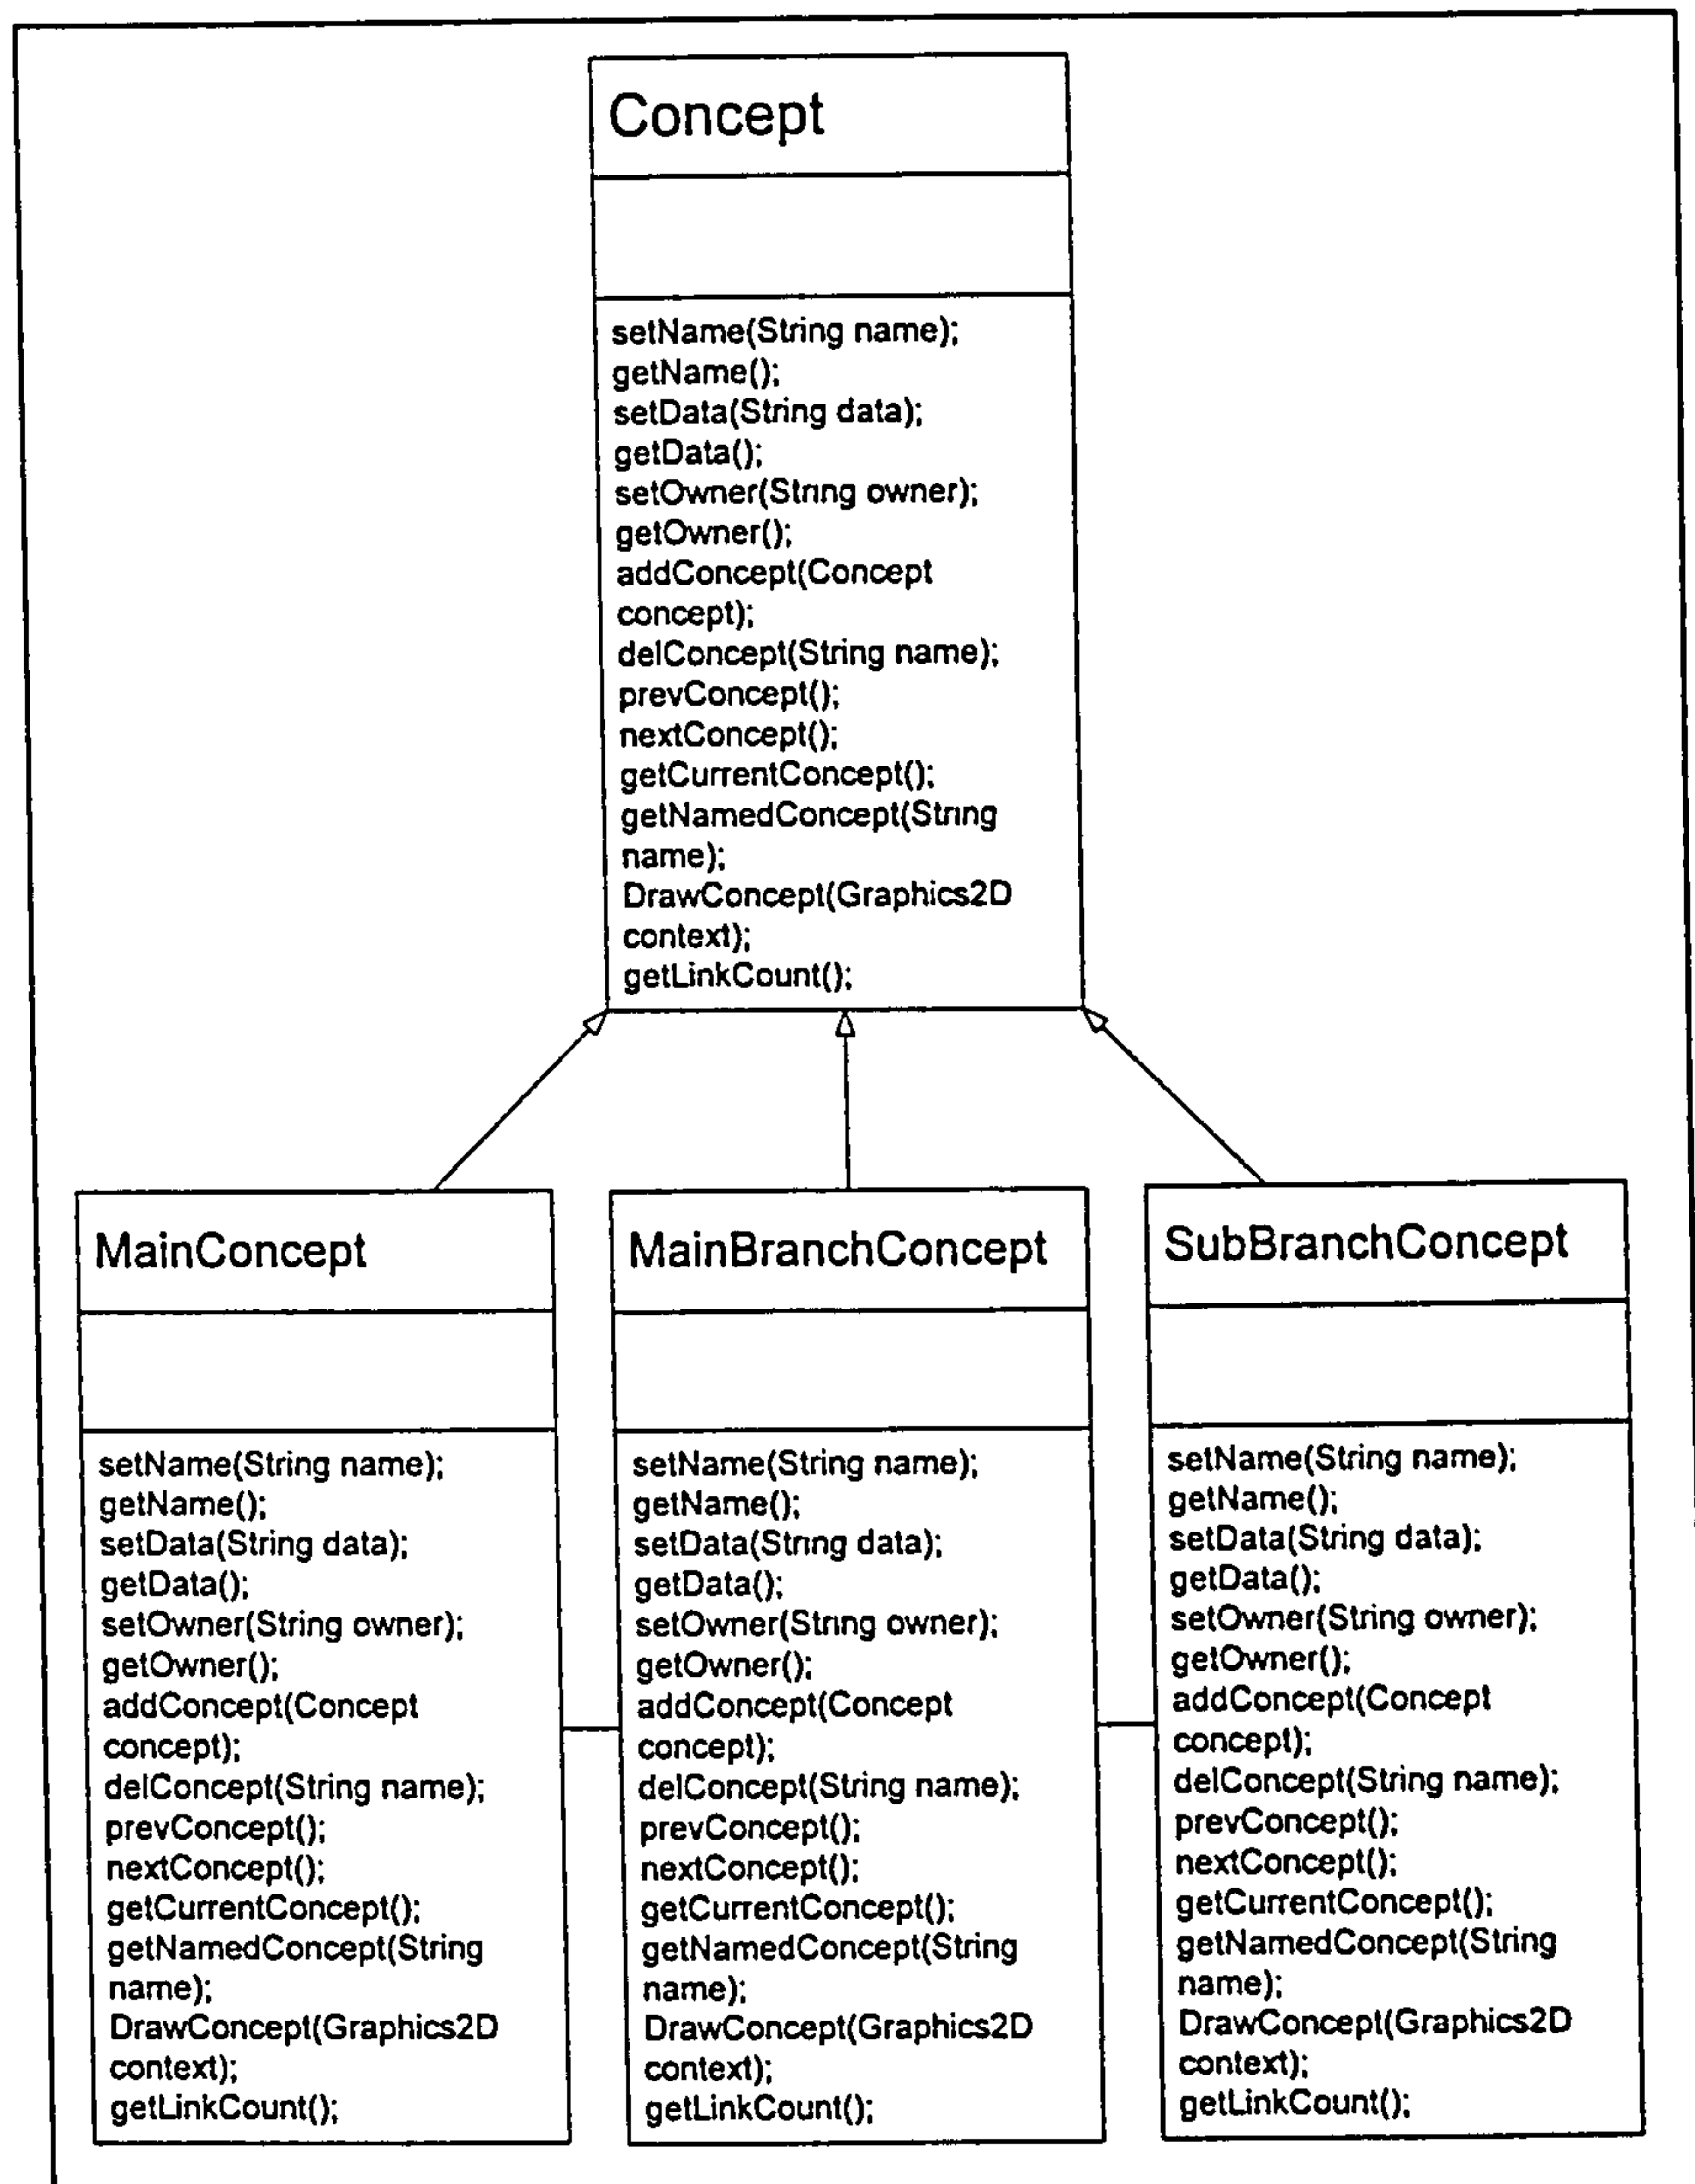 Concept
setName(String name);
getName();
setData(String data);
getData();
setOwner(String owner);
getOwner();
addConcept(Concept
concept);
delConcept(String name);
prevConcept();
nextConcept();
getCurrentConcept();
getNamedConcept(String
name);
DrawConcept(Graphics2D
context);
getLinkCount();
MainConcept
setName(String name);
getName();
setData(String data);
getData();
setOwner(String owner);
getOwner();
addConcept(Concept
concept);
delConcept(String name);
prevConcept();
nextConcept();
getCurrentConcept();
getNamedConcept(String
name);
DrawConcept(Graphics2D
context);
getLinkCount();
MainBranchConcept
setName(String name);
getName();
setData(String data);
getData();
setOwner(String owner);
getOwner();
addConcept(Concept
concept);
delConcept(String name);
prevConcept();
nextConcept();
getCurrentConcept();
getNamedConcept(String
name);
DrawConcept(Graphics2D
context);
getLinkCount();
SubBranchConcept
setName(String name);
getName();
setData(String data);
getData();
setOwner(String owner);
getOwner();
addConcept(Concept
concept);
delConcept(String name);
prevConcept();
nextConcept();
getCurrentConcept();
getNamedConcept(String
name);
DrawConcept(Graphics2D
context);
getLinkCount();